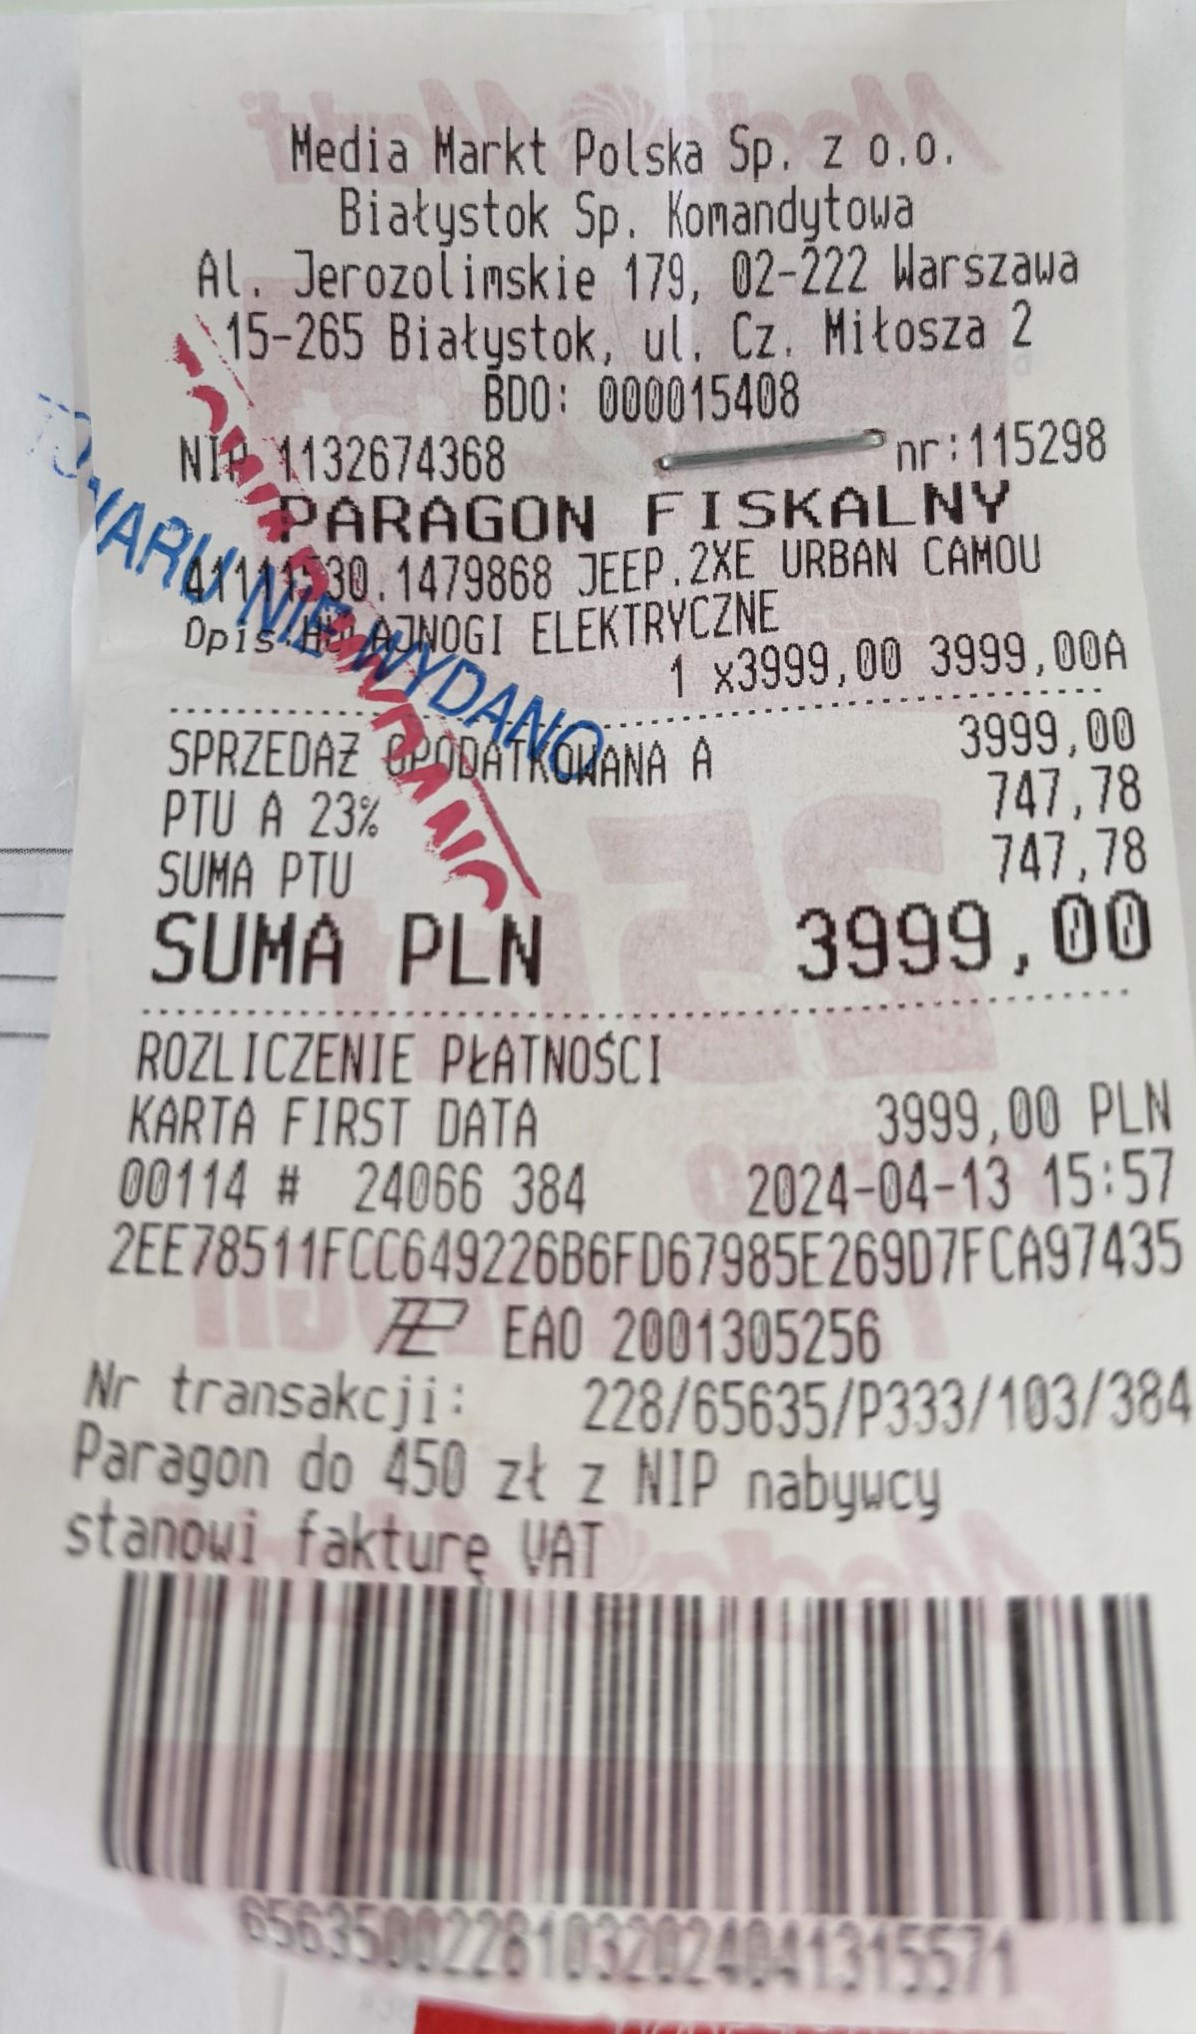 Media Markt Polska Sp. z o.o.
Białystok Sp. Komandytowa
Al. Jerozolimskie 179, 02-222 Warszawa
15-265 Białystok, ul. Cz. Miłosza 2
BDO: 000015408
NIP 1132674368 nr:115298
PARAGON FISKALNY
TOWARU NIE WYDANO
.1479868 JEEP.2XE URBAN CAMOU
Opis HULAJNOGI ELEKTRYCZNE
1 x3999,00 3999,00A
SPRZEDAŻ OPODATKOWANA A 3999,00
PTU A 23% 747,78
SUMA PTU 747,78
SUMA PLN 3999,00
ROZLICZENIE PŁATNOŚCI
KARTA FIRST DATA 3999,00 PLN
00114 # 24066 384 2024-04-13 15:57
2EE78511FCC649226B6FD67985E269D7FCA97435
EAO 2001305256
Nr transakcji: 228/65635/P333/103/384
Paragon do 450 zł z NIP nabywcy
stanowi fakturę VAT
6563500228103202404131557​1